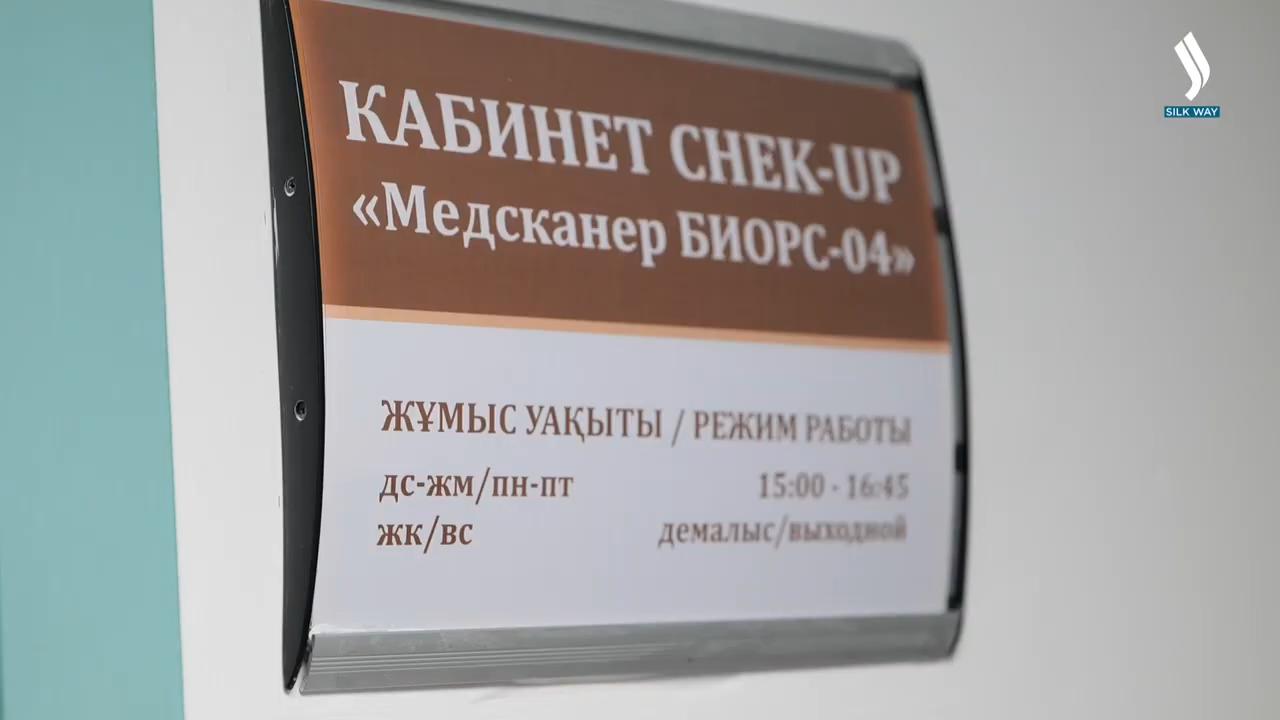 КАБИНЕТ CHEK-UP
«Медсканер БИОРС-04»
ЖҰМЫС УАҚЫТЫ / РЕЖИМ РАБОТЫ
дс-жм/пн-пт 15:00 - 16:45
жк/вс демалыс/выходной
SILK WAY